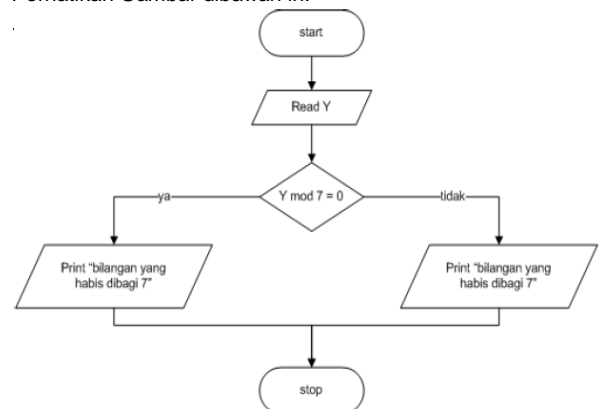 start
Read Y
Y mod 7 = 0
ya
tidak
Print “bilangan yang
habis dibagi 7”
Print “bilangan yang
habis dibagi 7”
stop